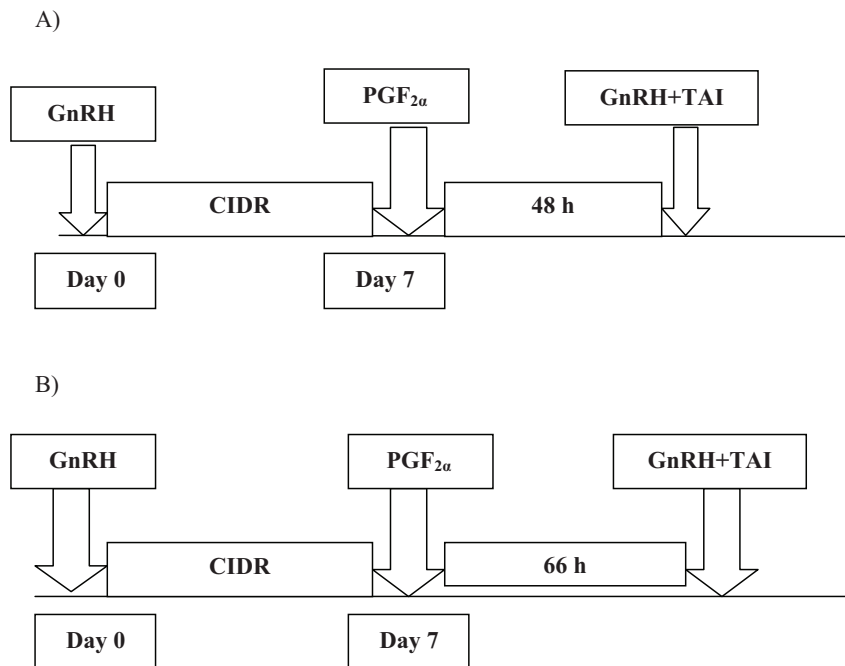 A)
GnRH
PGF2α
GnRH+TAI
CIDR
48 h
Day 0
Day 7
B)
GnRH
PGF2α
GnRH+TAI
CIDR
66 h
Day 0
Day 7